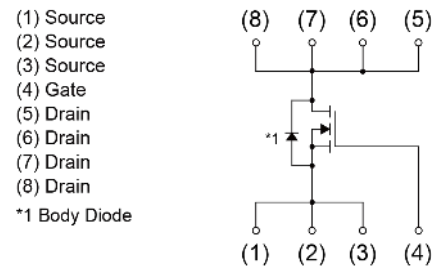 (1) Source
(2) Source
(3) Source
(4) Gate
(5) Drain
(6) Drain
(7) Drain
(8) Drain
*1 Body Diode
(8) (7) (6) (5)
*1
(1) (2) (3) (4)